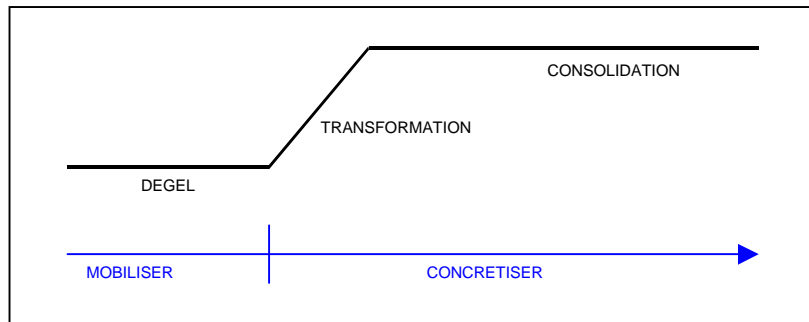 CONSOLIDATION
TRANSFORMATION
DEGEL
MOBILISER
CONCRETISER